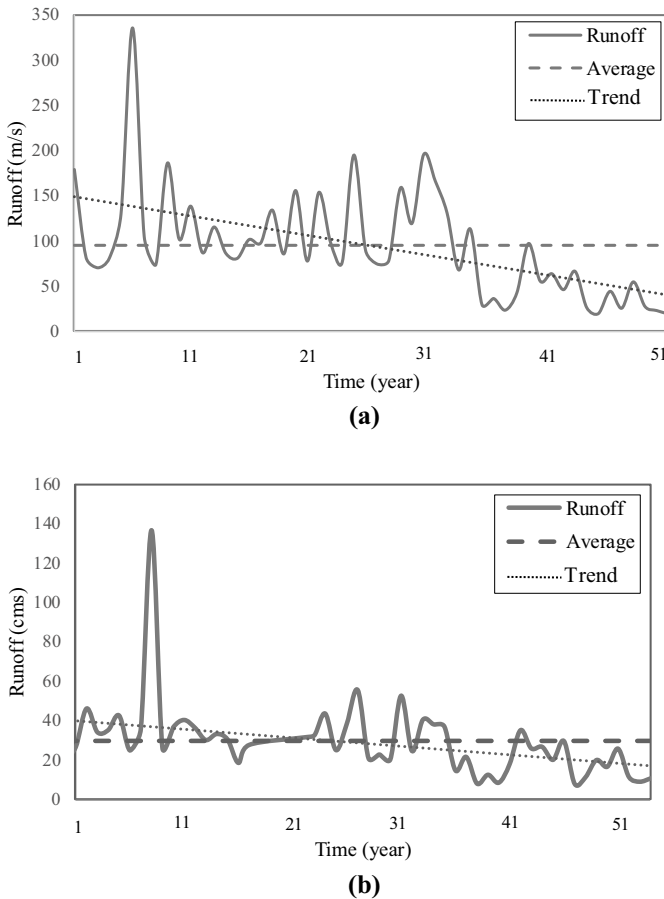 350
300
250
200
150
100
50
0
Runoff (m/s)
Runoff
Average
Trend
1 11 21 31 41 51
Time (year)
(a)
160
140
120
100
80
60
40
20
0
Runoff (cms)
Runoff
Average
Trend
1 11 21 31 41 51
Time (year)
(b)